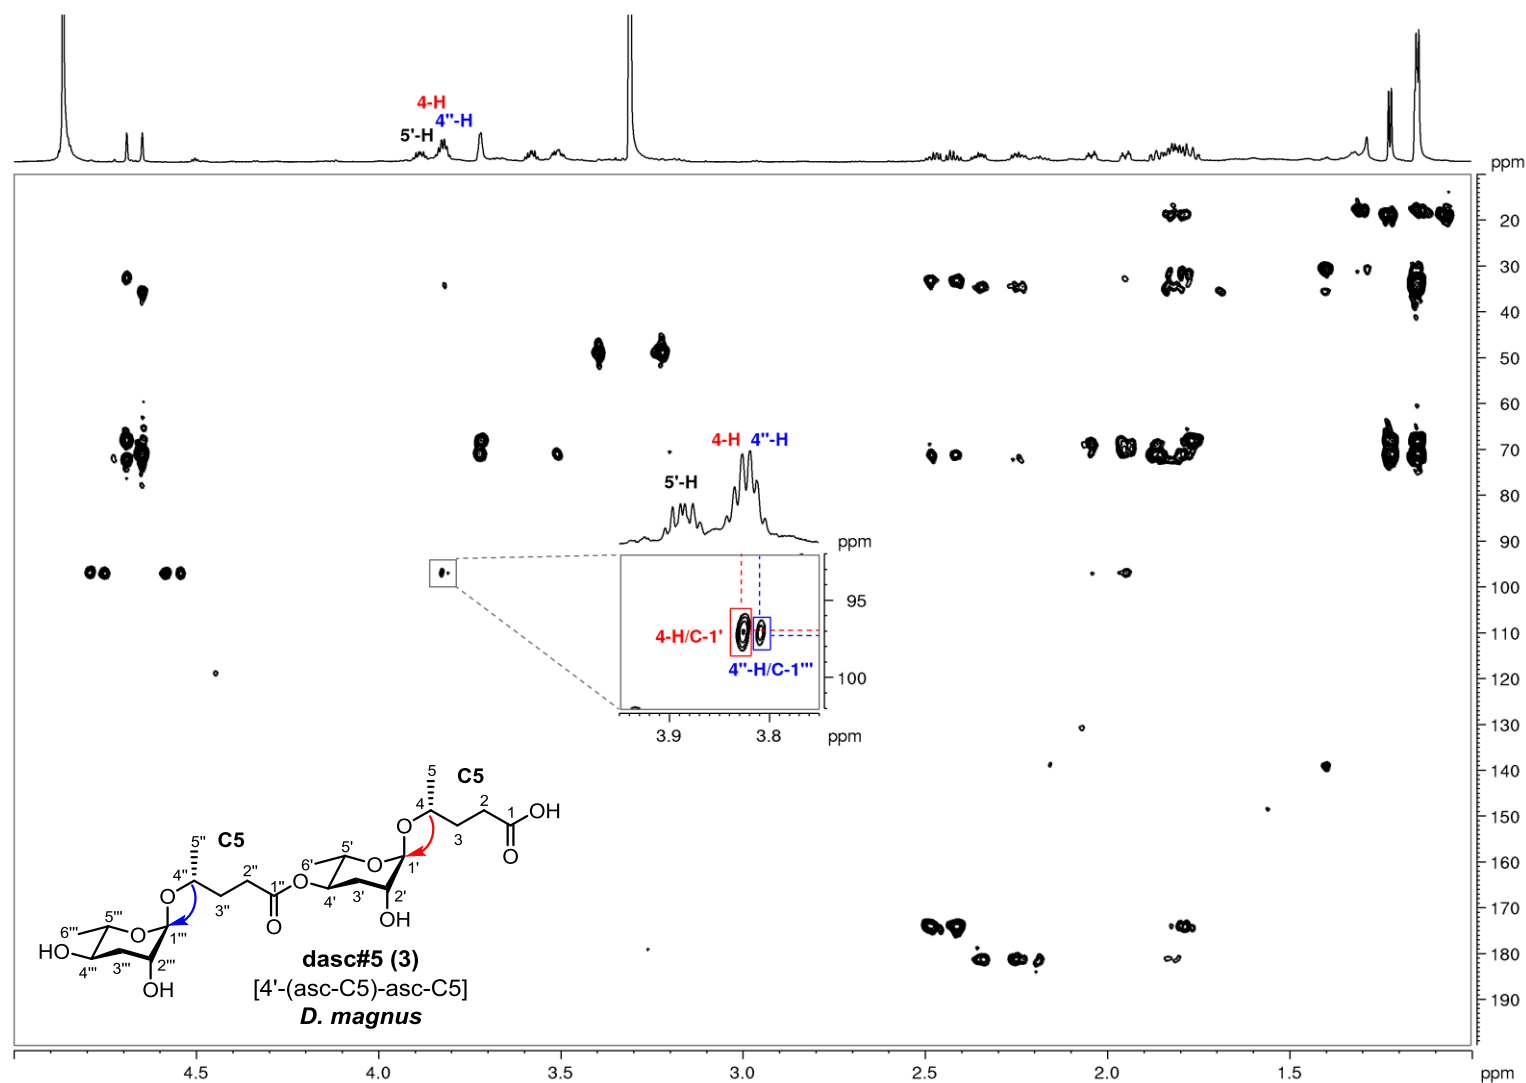 4-H
4''-H
5'-H
ppm
20
30
40
50
60
70
80
90
100
110
120
130
140
150
160
170
180
190
4-H 4''-H
5'-H
ppm
95
4-H/C-1'
4''-H/C-1'''
100
3.9 3.8 ppm
5 C5
4 2 1 OH
O 3
O
5'' C5 5'
6' O 1'
4'' 2'' 1'' O
O 3'' O 4' 3' 2'
OH
5'''
6''' O 1'''
HO 4''' 3''' 2'''
OH
dasc#5 (3)
[4'-(asc-C5)-asc-C5]
D. magnus
4.5 4.0 3.5 3.0 2.5 2.0 1.5 ppm